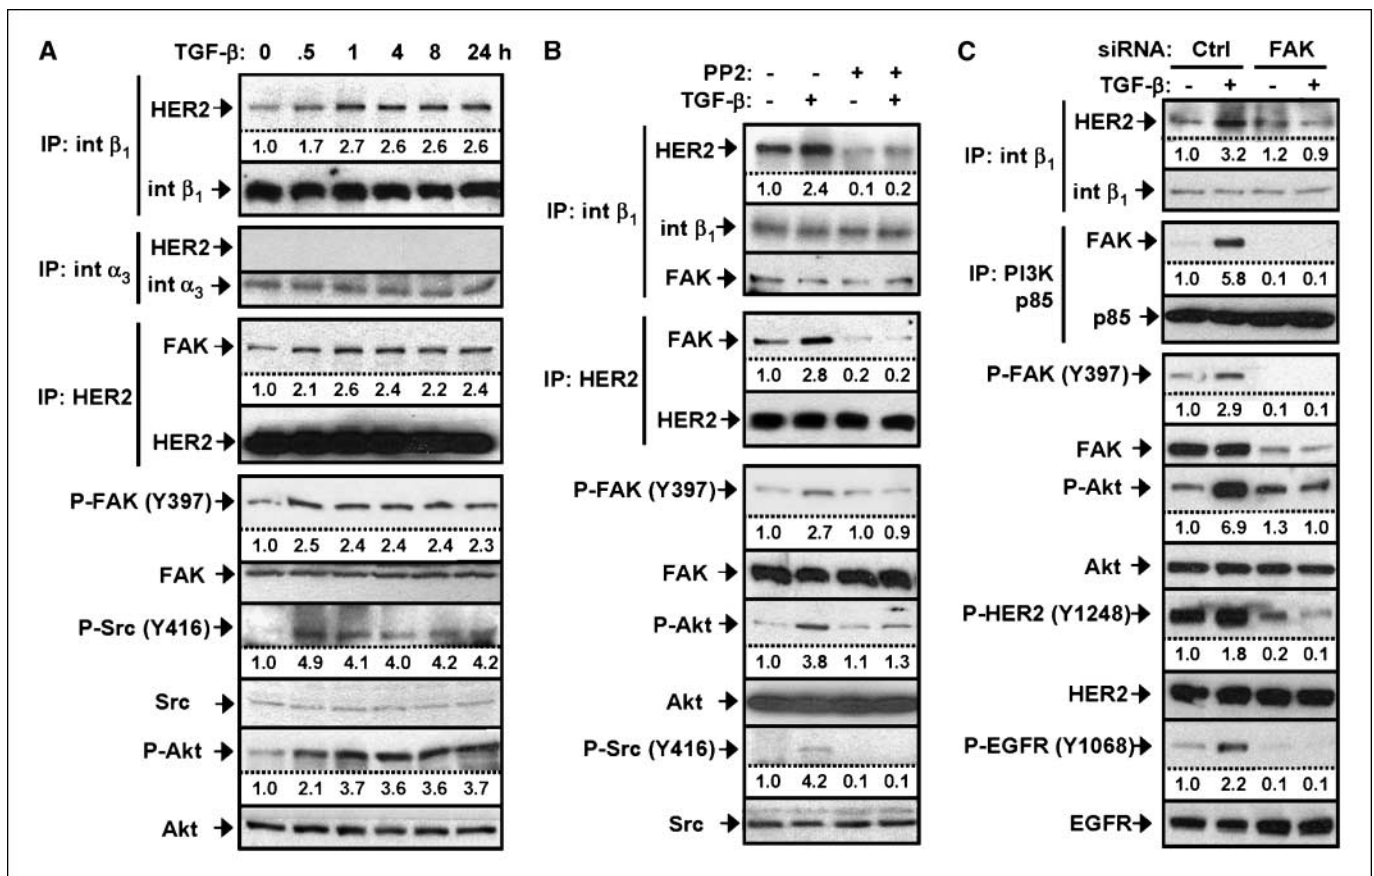 A
TGF-β: 0 .5 1 4 8 24 h
IP: int β1
HER2
1.0 1.7 2.7 2.6 2.6 2.6
int β1
IP: int α3
HER2
int α3
IP: HER2
FAK
1.0 2.1 2.6 2.4 2.2 2.4
HER2
P-FAK (Y397)
1.0 2.5 2.4 2.4 2.4 2.3
FAK
P-Src (Y416)
1.0 4.9 4.1 4.0 4.2 4.2
Src
P-Akt
1.0 2.1 3.7 3.6 3.6 3.7
Akt
B
PP2: - - + +
TGF-β: - + - +
IP: int β1
HER2
1.0 2.4 0.1 0.2
int β1
FAK
IP: HER2
FAK
1.0 2.8 0.2 0.2
HER2
P-FAK (Y397)
1.0 2.7 1.0 0.9
FAK
P-Akt
1.0 3.8 1.1 1.3
Akt
P-Src (Y416)
1.0 4.2 0.1 0.1
Src
C
siRNA: Ctrl FAK
TGF-β: - + - +
IP: int β1
HER2
1.0 3.2 1.2 0.9
int β1
IP: PI3K
p85
FAK
1.0 5.8 0.1 0.1
p85
P-FAK (Y397)
1.0 2.9 0.1 0.1
FAK
P-Akt
1.0 6.9 1.3 1.0
Akt
P-HER2 (Y1248)
1.0 1.8 0.2 0.1
HER2
P-EGFR (Y1068)
1.0 2.2 0.1 0.1
EGFR